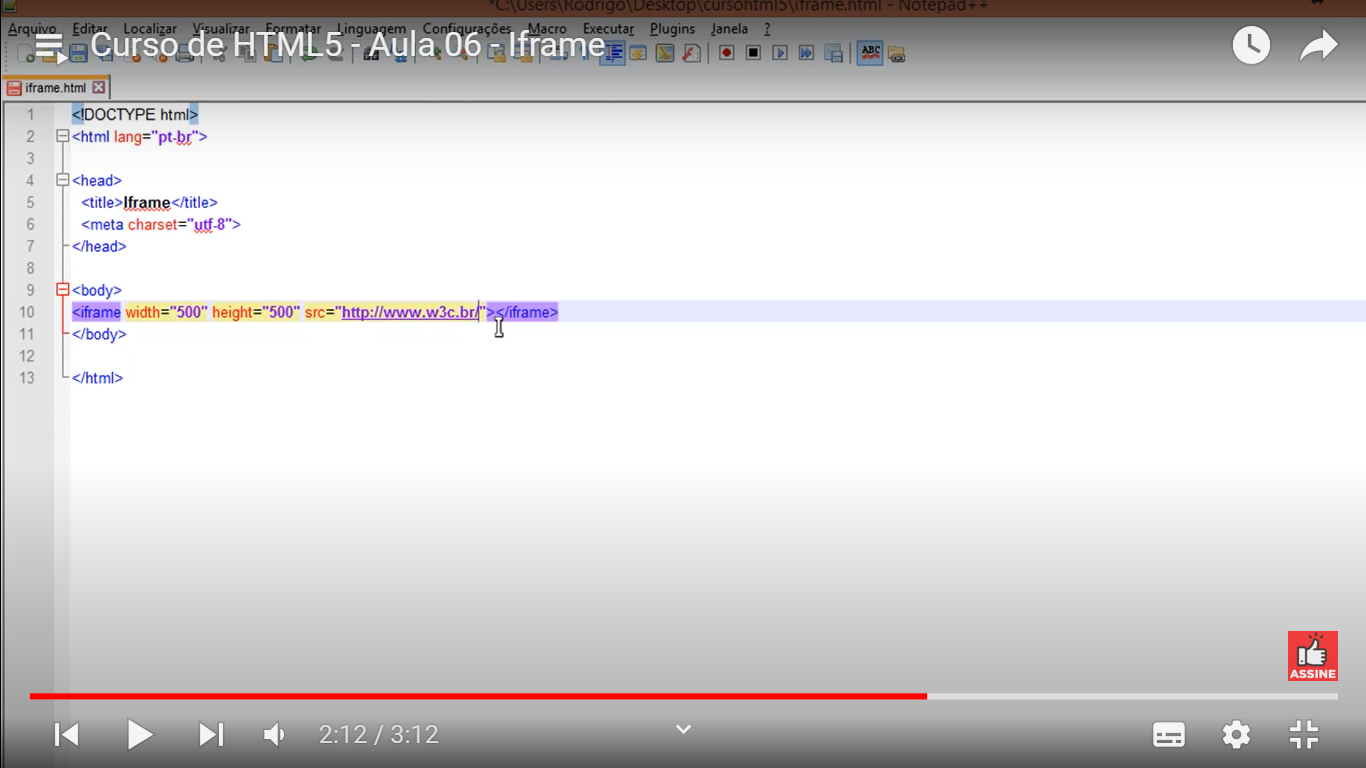 *C:\Users\Rodrigo\Desktop\cursohtml5\iframe.html - Notepad++
Arquivo Editar Localizar Visualizar Formatar Linguagem Configurações Macro Executar Plugins Janela ?
Curso de HTML5 - Aula 06 - Iframe
ABC
iframe.html
1 <!DOCTYPE html>
2 <html lang="pt-br">
3
4 <head>
5 <title>Iframe</title>
6 <meta charset="utf-8">
7 </head>
8
9 <body>
10 <iframe width="500" height="500" src="http://www.w3c.br/"></iframe>
11 </body>
12
13 </html>
ASSINE
2:12 / 3:12